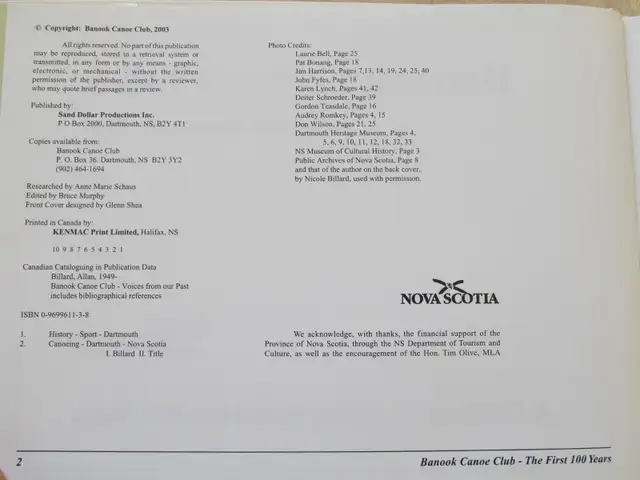 © Copyright: Banook Canoe Club, 2003
All rights reserved. No part of this publication
may be reproduced, stored in a retrieval system or
transmitted, in any form or by any means - graphic,
electronic, or mechanical - without the written
permission of the publisher, except by a reviewer,
who may quote brief passages in a review.
Published by:
Sand Dollar Productions Inc.
P O Box 2000, Dartmouth, NS, B2Y 4T1
Copies available from:
Banook Canoe Club
P. O. Box 36. Dartmouth, NS B2Y 3Y2
(902) 464-1694
Researched by Anne Marie Schaus
Edited by Bruce Murphy
Front Cover designed by Glenn Shea
Printed in Canada by:
KENMAC Print Limited, Halifax, NS
10 9 8 7 6 5 4 3 2 1
Canadian Cataloguing in Publication Data
Billard, Allan, 1949-
Banook Canoe Club - Voices from our Past
includes bibliographical references
ISBN 0-9699611-3-8
1. History - Sport - Dartmouth
2. Canoeing - Dartmouth - Nova Scotia
I. Billard II. Title
Photo Credits:
Laurie Bell, Page 25
Pat Bonang, Page 18
Jim Harrison, Pages 7,13, 14, 19, 24, 25, 40
John Fyfes, Page 18
Karen Lynch, Pages 41, 42
Deiter Schroeder, Page 39
Gordon Teasdale, Page 16
Audrey Romkey, Pages 4, 15
Don Wilson, Pages 21, 25
Dartmouth Heritage Museum, Pages 4,
5, 6, 9, 10, 11, 12, 18, 32, 33
NS Museum of Cultural History, Page 3
Public Archives of Nova Scotia, Page 8
and that of the author on the back cover,
by Nicole Billard, used with permission.
NOVA SCOTIA
We acknowledge, with thanks, the financial support of the
Province of Nova Scotia, through the NS Department of Tourism and
Culture, as well as the encouragement of the Hon. Tim Olive, MLA
2 Banook Canoe Club - The First 100 Years